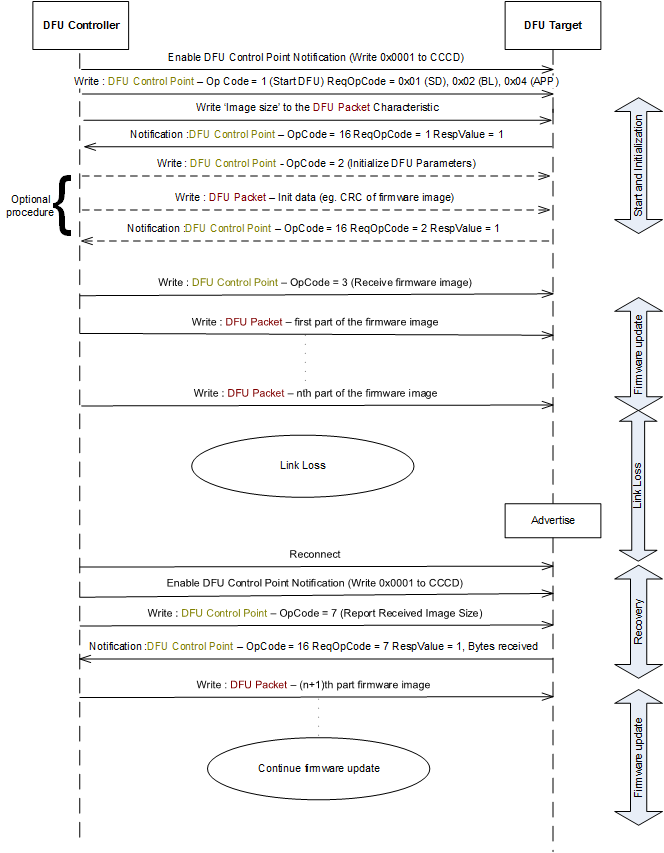 DFU Controller
DFU Target
Enable DFU Control Point Notification (Write 0x0001 to CCCD)
Write : DFU Control Point – Op Code = 1 (Start DFU) ReqOpCode = 0x01 (SD), 0x02 (BL), 0x04 (APP)
Write ‘Image size’ to the DFU Packet Characteristic
Notification :DFU Control Point – OpCode = 16 ReqOpCode = 1 RespValue = 1
Write : DFU Control Point - OpCode = 2 (Initialize DFU Parameters)
Optional
procedure
Write : DFU Packet – Init data (eg. CRC of firmware image)
Notification :DFU Control Point – OpCode = 16 ReqOpCode = 2 RespValue = 1
Start and Initialization
Write : DFU Control Point – OpCode = 3 (Receive firmware image)
Write : DFU Packet – first part of the firmware image
Write : DFU Packet – nth part of the firmware image
Firmware update
Link Loss
Link Loss
Advertise
Reconnect
Enable DFU Control Point Notification (Write 0x0001 to CCCD)
Write : DFU Control Point – OpCode = 7 (Report Received Image Size)
Notification :DFU Control Point – OpCode = 16 ReqOpCode = 7 RespValue = 1, Bytes received
Recovery
Write : DFU Packet – (n+1)th part firmware image
Continue firmware update
Firmware update